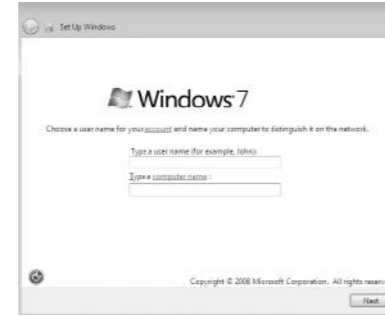 Set Up Windows
Windows 7
Choose a user name for your account and name your computer to distinguish it on the network.
Type a user name (for example, John):
Type a computer name :
Copyright © 2008 Microsoft Corporation. All rights reserv
Next